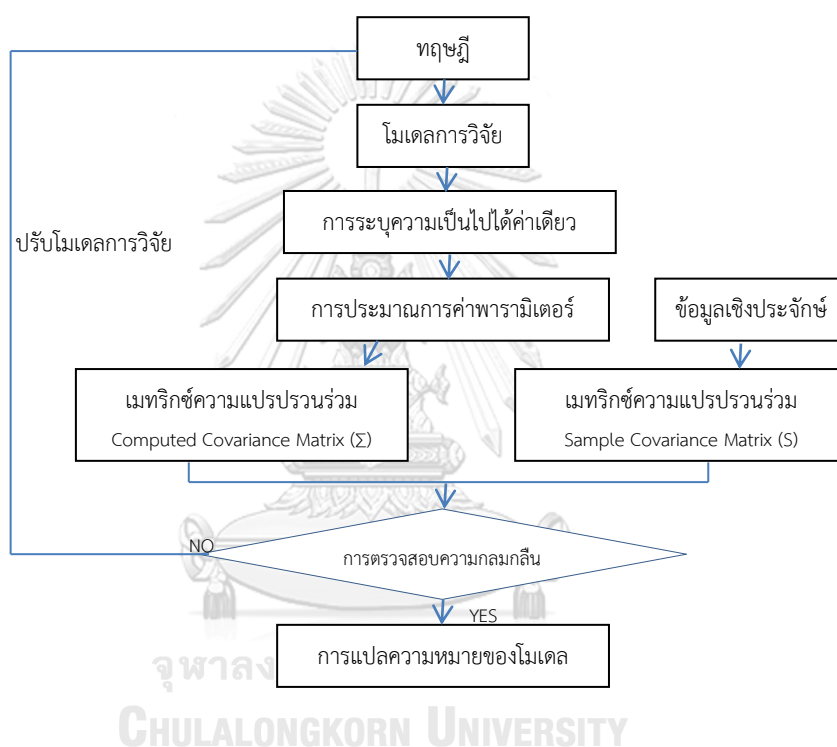 ทฤษฎี
โมเดลการวิจัย
การระบุความเป็นไปได้ค่าเดียว
ปรับโมเดลการวิจัย
การประมาณการค่าพารามิเตอร์
ข้อมูลเชิงประจักษ์
เมทริกซ์ความแปรปรวนร่วม
Computed Covariance Matrix (Σ)
เมทริกซ์ความแปรปรวนร่วม
Sample Covariance Matrix (S)
NO
การตรวจสอบความกลมกลืน
YES
การแปลความหมายของโมเดล
จุฬาลง
CHULALONGKORN UNIVERSITY